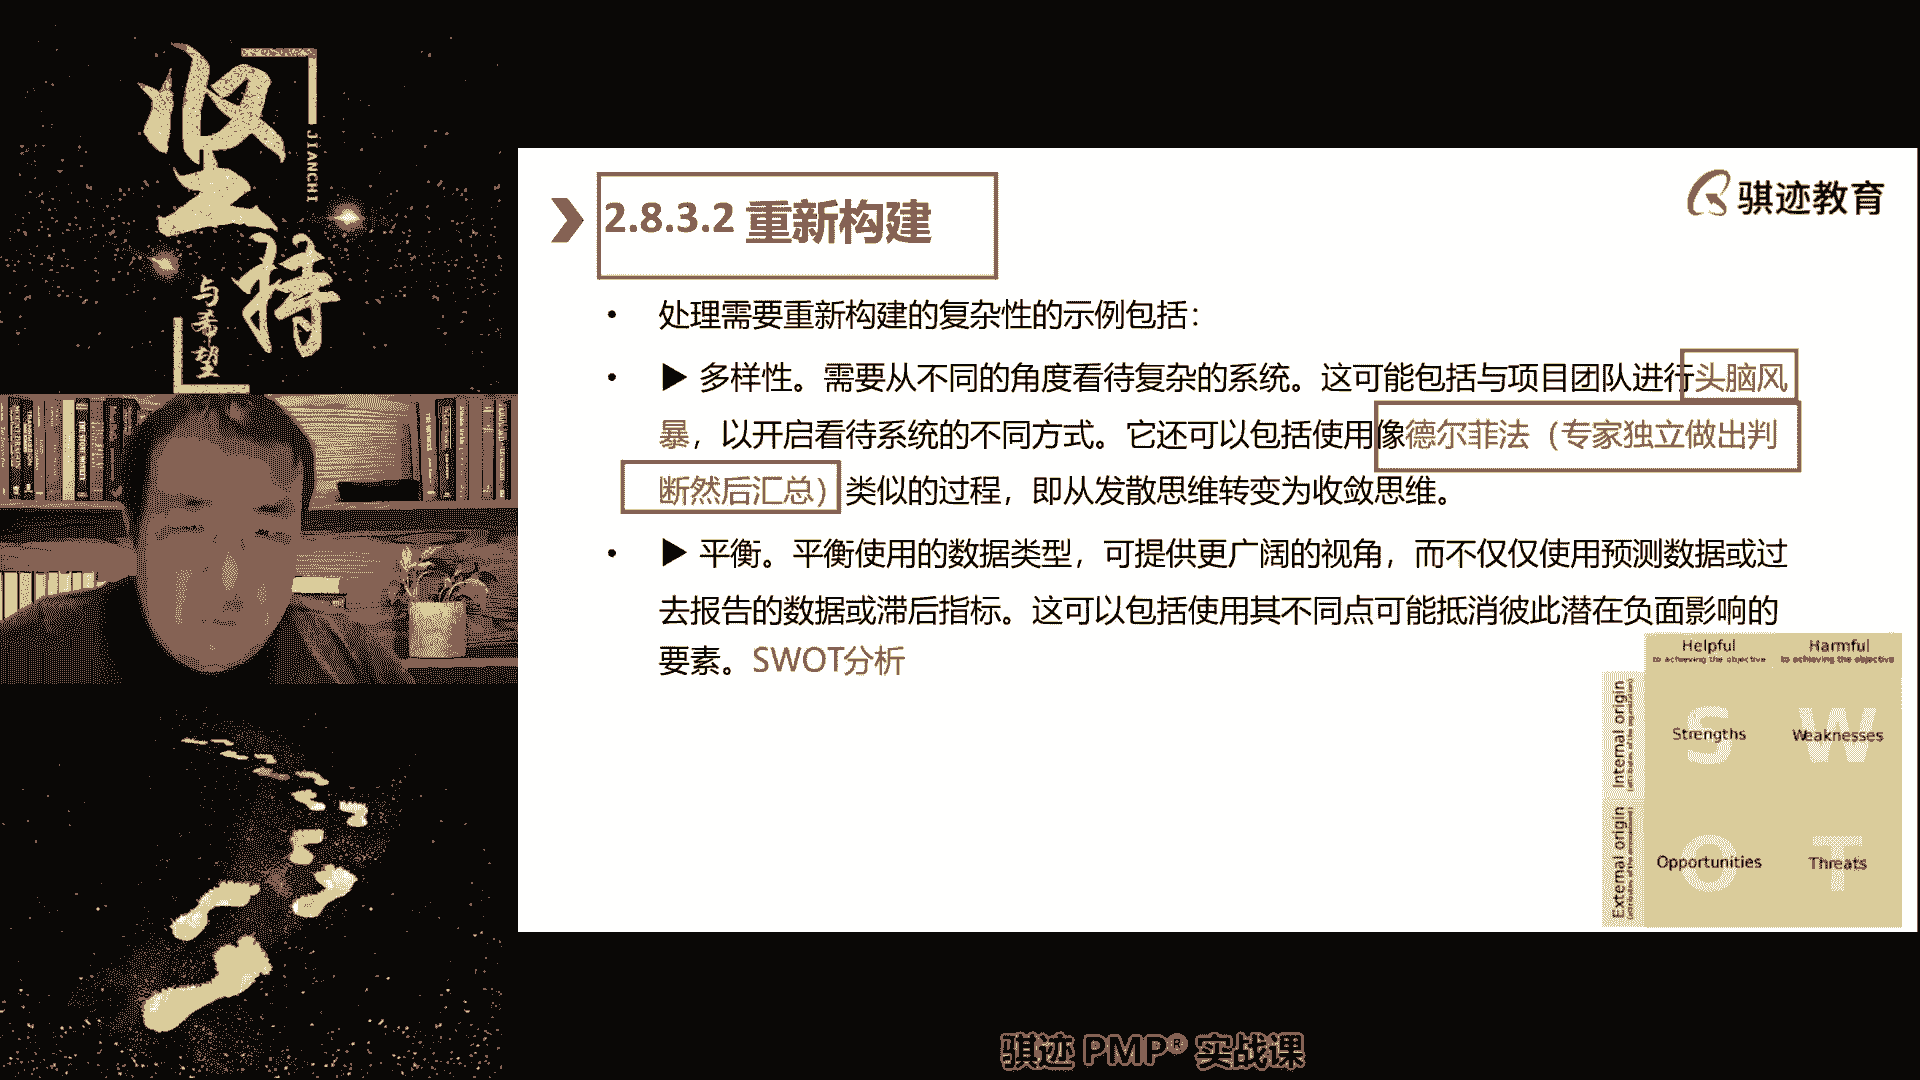 坚持
JIANCHI
与希望
2.8.3.2 重新构建
骐迹教育
• 处理需要重新构建的复杂性的示例包括：
• ▶ 多样性。需要从不同的角度看待复杂的系统。这可能包括与项目团队进行头脑风
暴，以开启看待系统的不同方式。它还可以包括使用像德尔菲法（专家独立做出判
断然后汇总）类似的过程，即从发散思维转变为收敛思维。
• ▶ 平衡。平衡使用的数据类型，可提供更广阔的视角，而不仅仅使用预测数据或过
去报告的数据或滞后指标。这可以包括使用其不同点可能抵消彼此潜在负面影响的
要素。SWOT分析
Helpful
to achieving the objective
Harmful
to achieving the objective
Internal origin
S
Strengths
W
Weaknesses
External origin
O
Opportunities
T
Threats
骐迹 PMP® 实战课